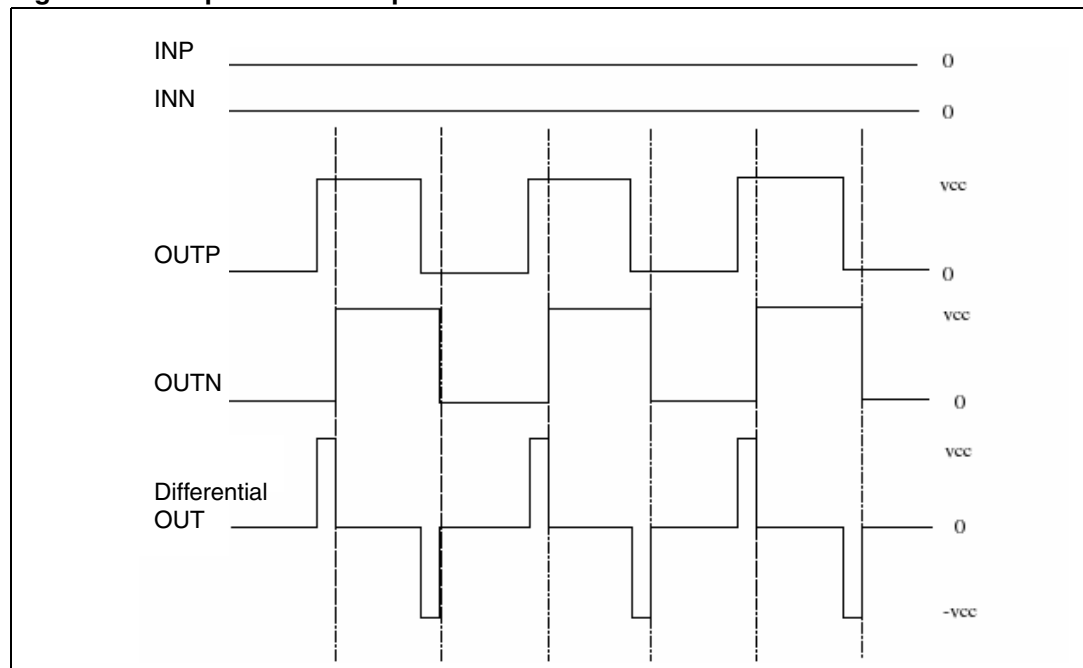 INP 0
INN 0
vcc
OUTP 0
vcc
OUTN 0
vcc
Differential
OUT 0
-vcc